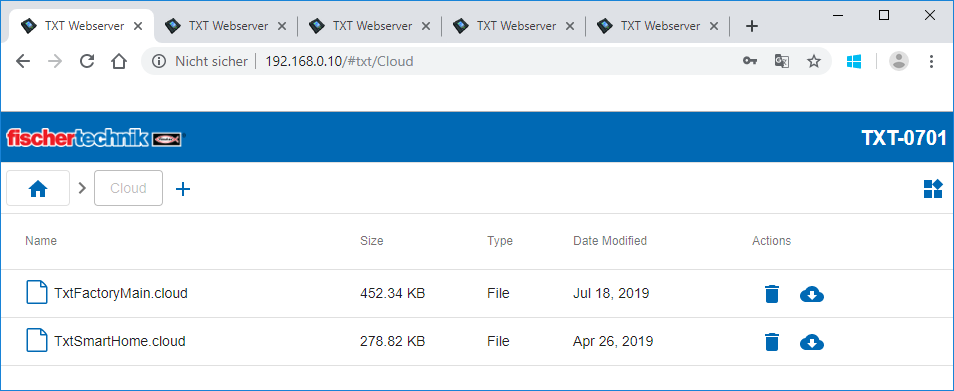 TXT Webserver TXT Webserver TXT Webserver TXT Webserver TXT Webserver
Nicht sicher 192.168.0.10/#txt/Cloud
fischertechnik TXT-0701
Cloud
Name Size Type Date Modified Actions
TxtFactoryMain.cloud 452.34 KB File Jul 18, 2019
TxtSmartHome.cloud 278.82 KB File Apr 26, 2019